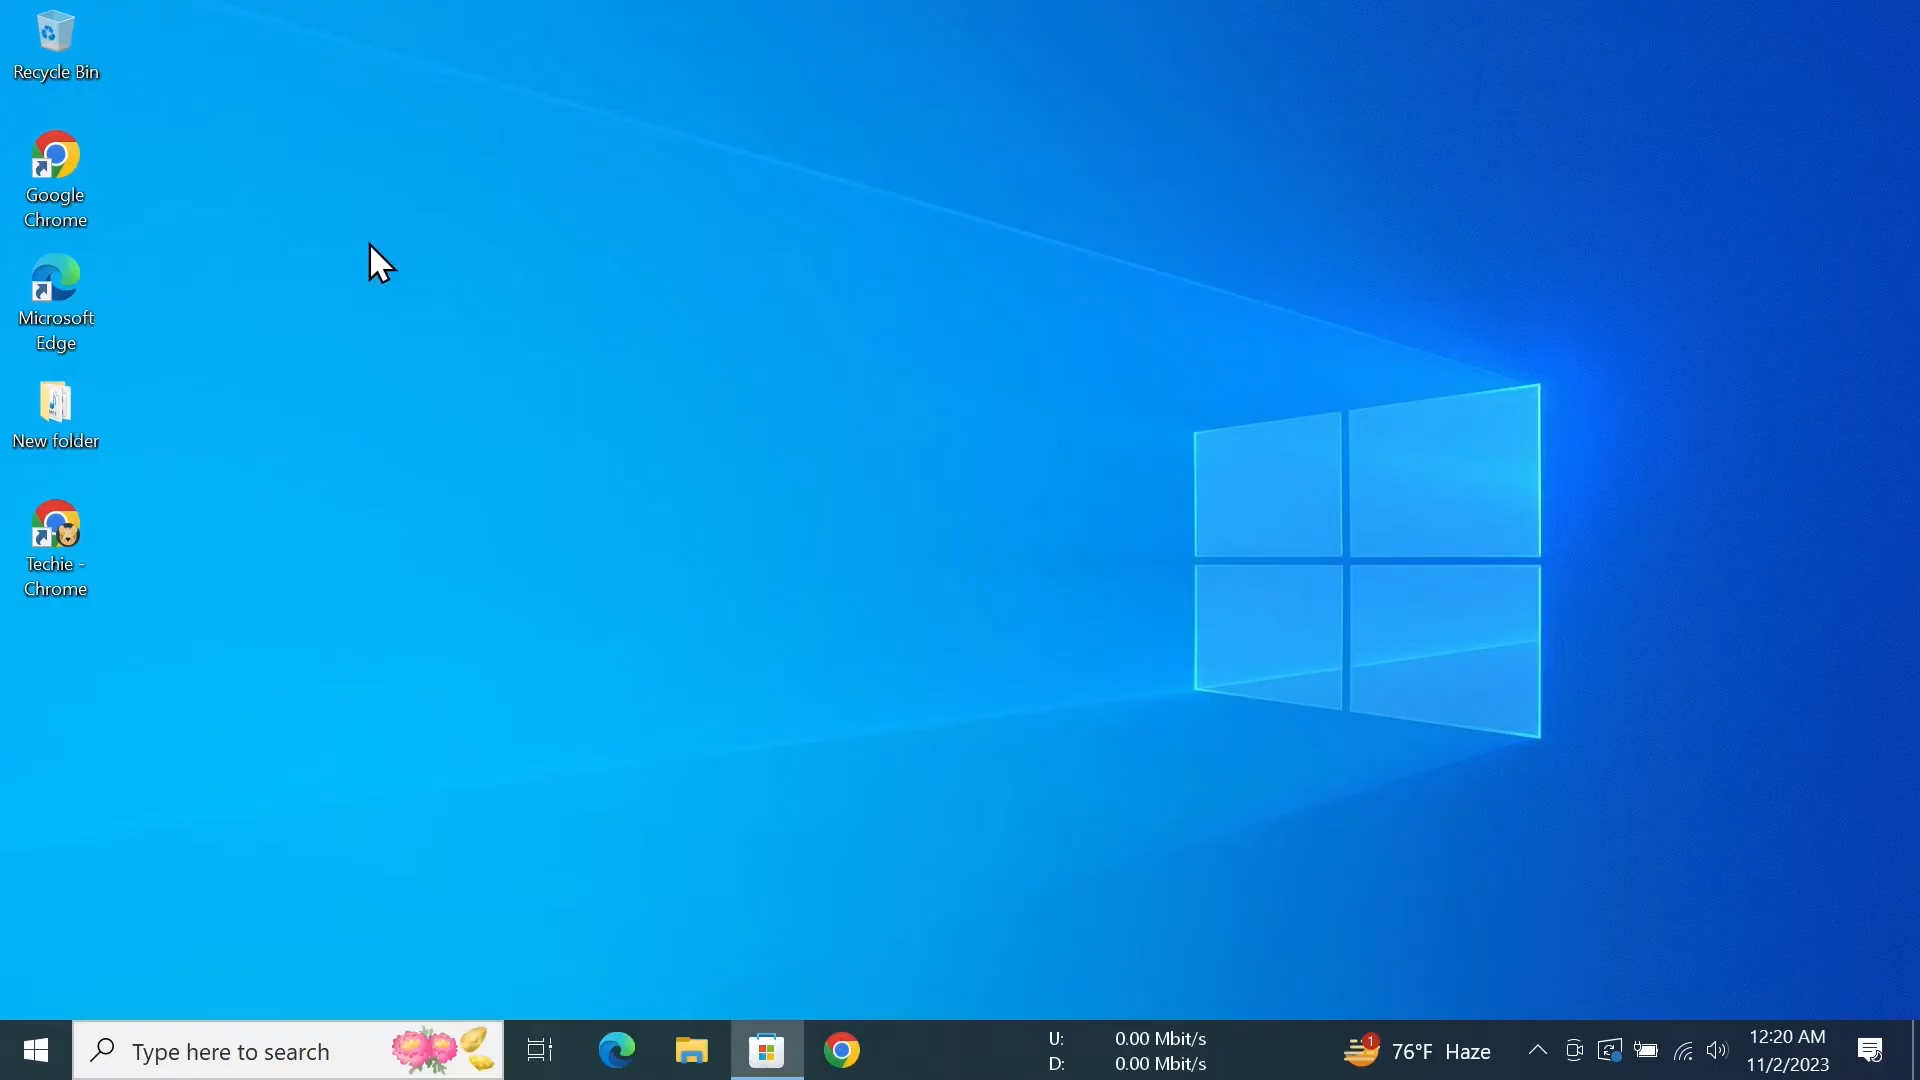 Recycle Bin
Google
Chrome
Microsoft
Edge
New folder
Techie -
Chrome
Type here to search
U: 0.00 Mbit/s
D: 0.00 Mbit/s
1
76°F Haze
12:20 AM
11/2/2023